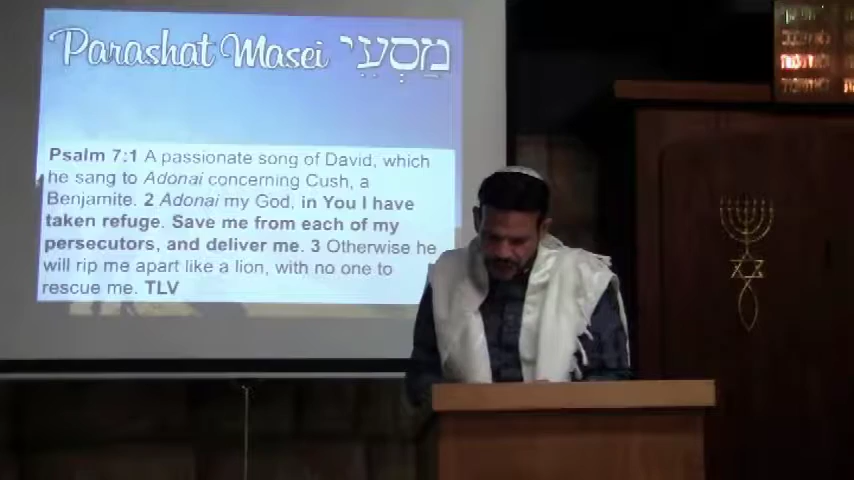 Parashat Masei מַסְעֵי
Psalm 7:1 A passionate song of David, which
he sang to Adonai concerning Cush, a
Benjamite. 2 Adonai my God, in You I have
taken refuge. Save me from each of my
persecutors, and deliver me. 3 Otherwise he
will rip me apart like a lion, with no one to
rescue me. TLV